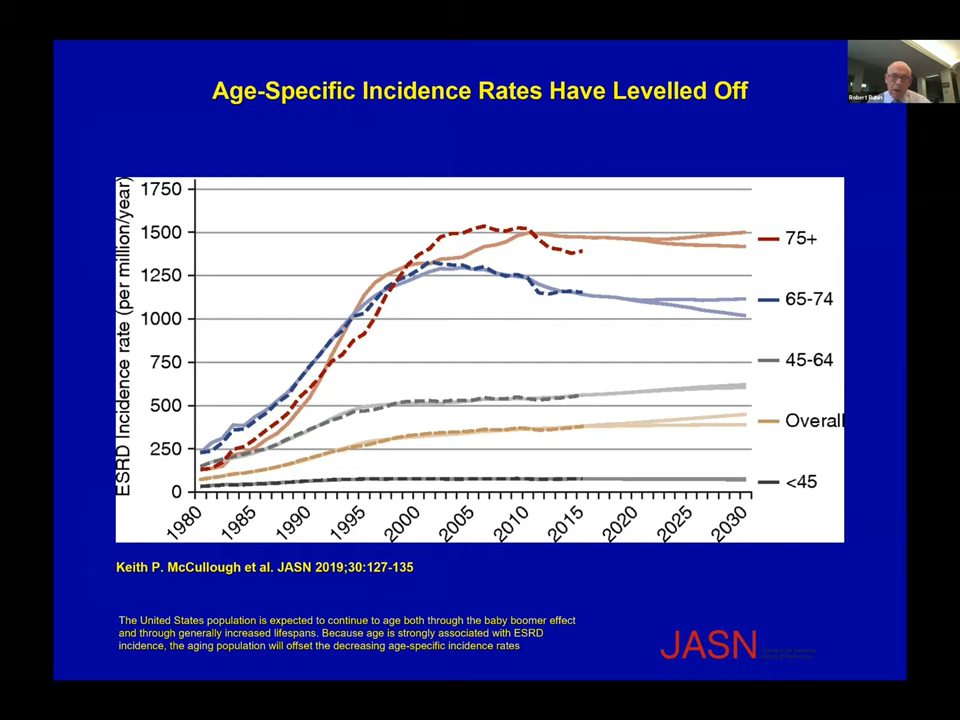 Age-Specific Incidence Rates Have Levelled Off
Robert Rubin
ESRD Incidence rate (per million/year)
1750
1500
1250
1000
750
500
250
0
1980
1985
1990
1995
2000
2005
2010
2015
2020
2025
2030
75+
65-74
45-64
Overall
<45
Keith P. McCullough et al. JASN 2019;30:127-135
The United States population is expected to continue to age both through the baby boomer effect
and through generally increased lifespans. Because age is strongly associated with ESRD
incidence, the aging population will offset the decreasing age-specific incidence rates
JASN